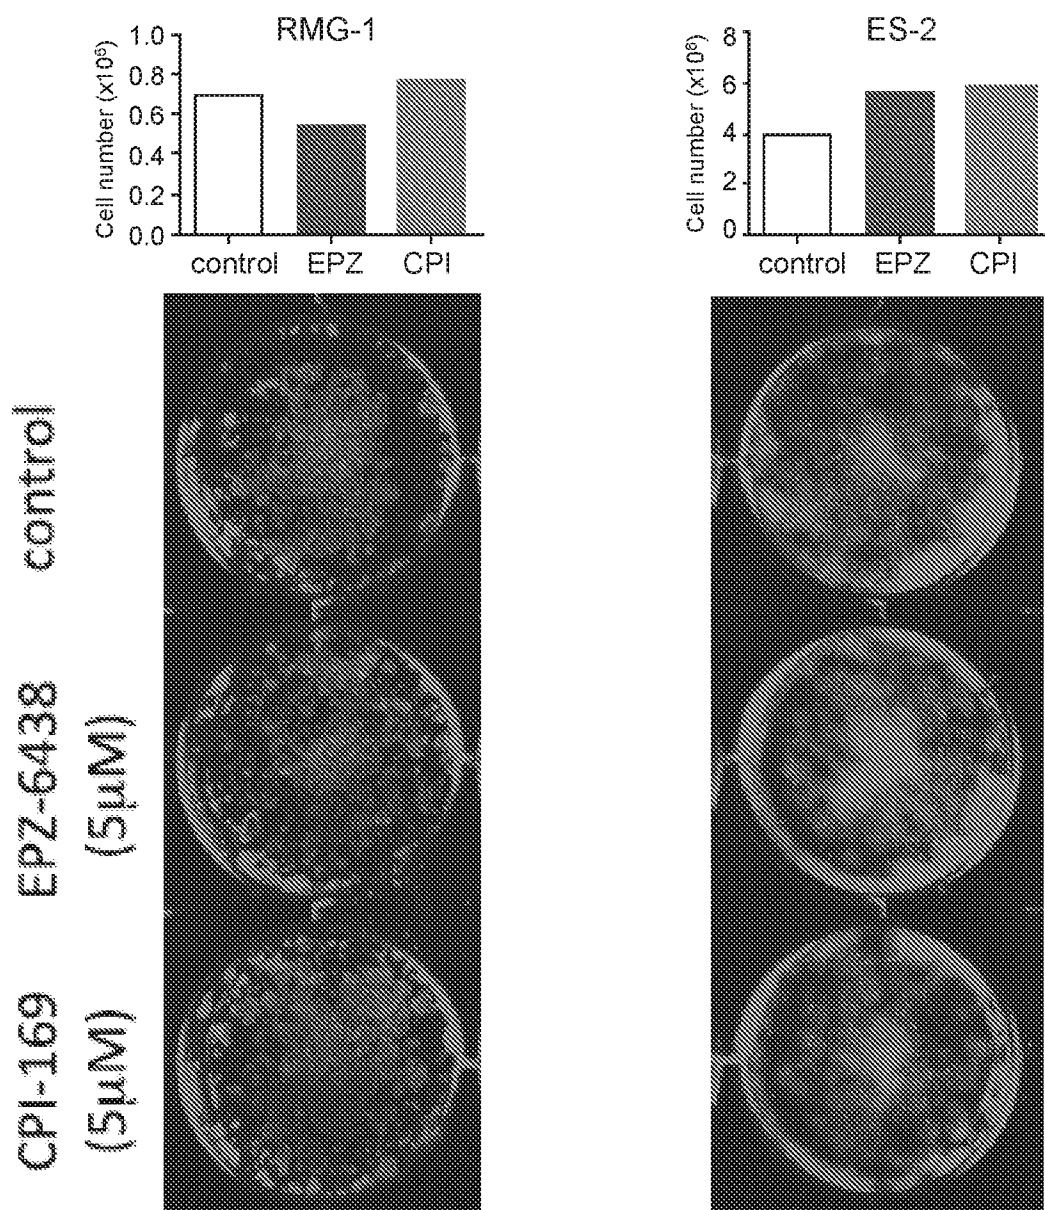 RMG-1
Cell number (x10⁶)
1.0
0.8
0.6
0.4
0.2
0.0
control EPZ CPI
ES-2
Cell number (x10⁶)
8
6
4
2
0
control EPZ CPI
control
EPZ-6438
(5µM)
CPI-169
(5µM)